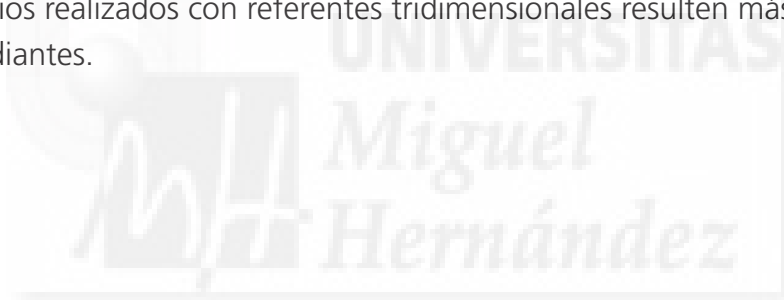 ios realizados con referentes tridimensionales resulten más
diantes.
UNIVERSITAS
Miguel
Hernández